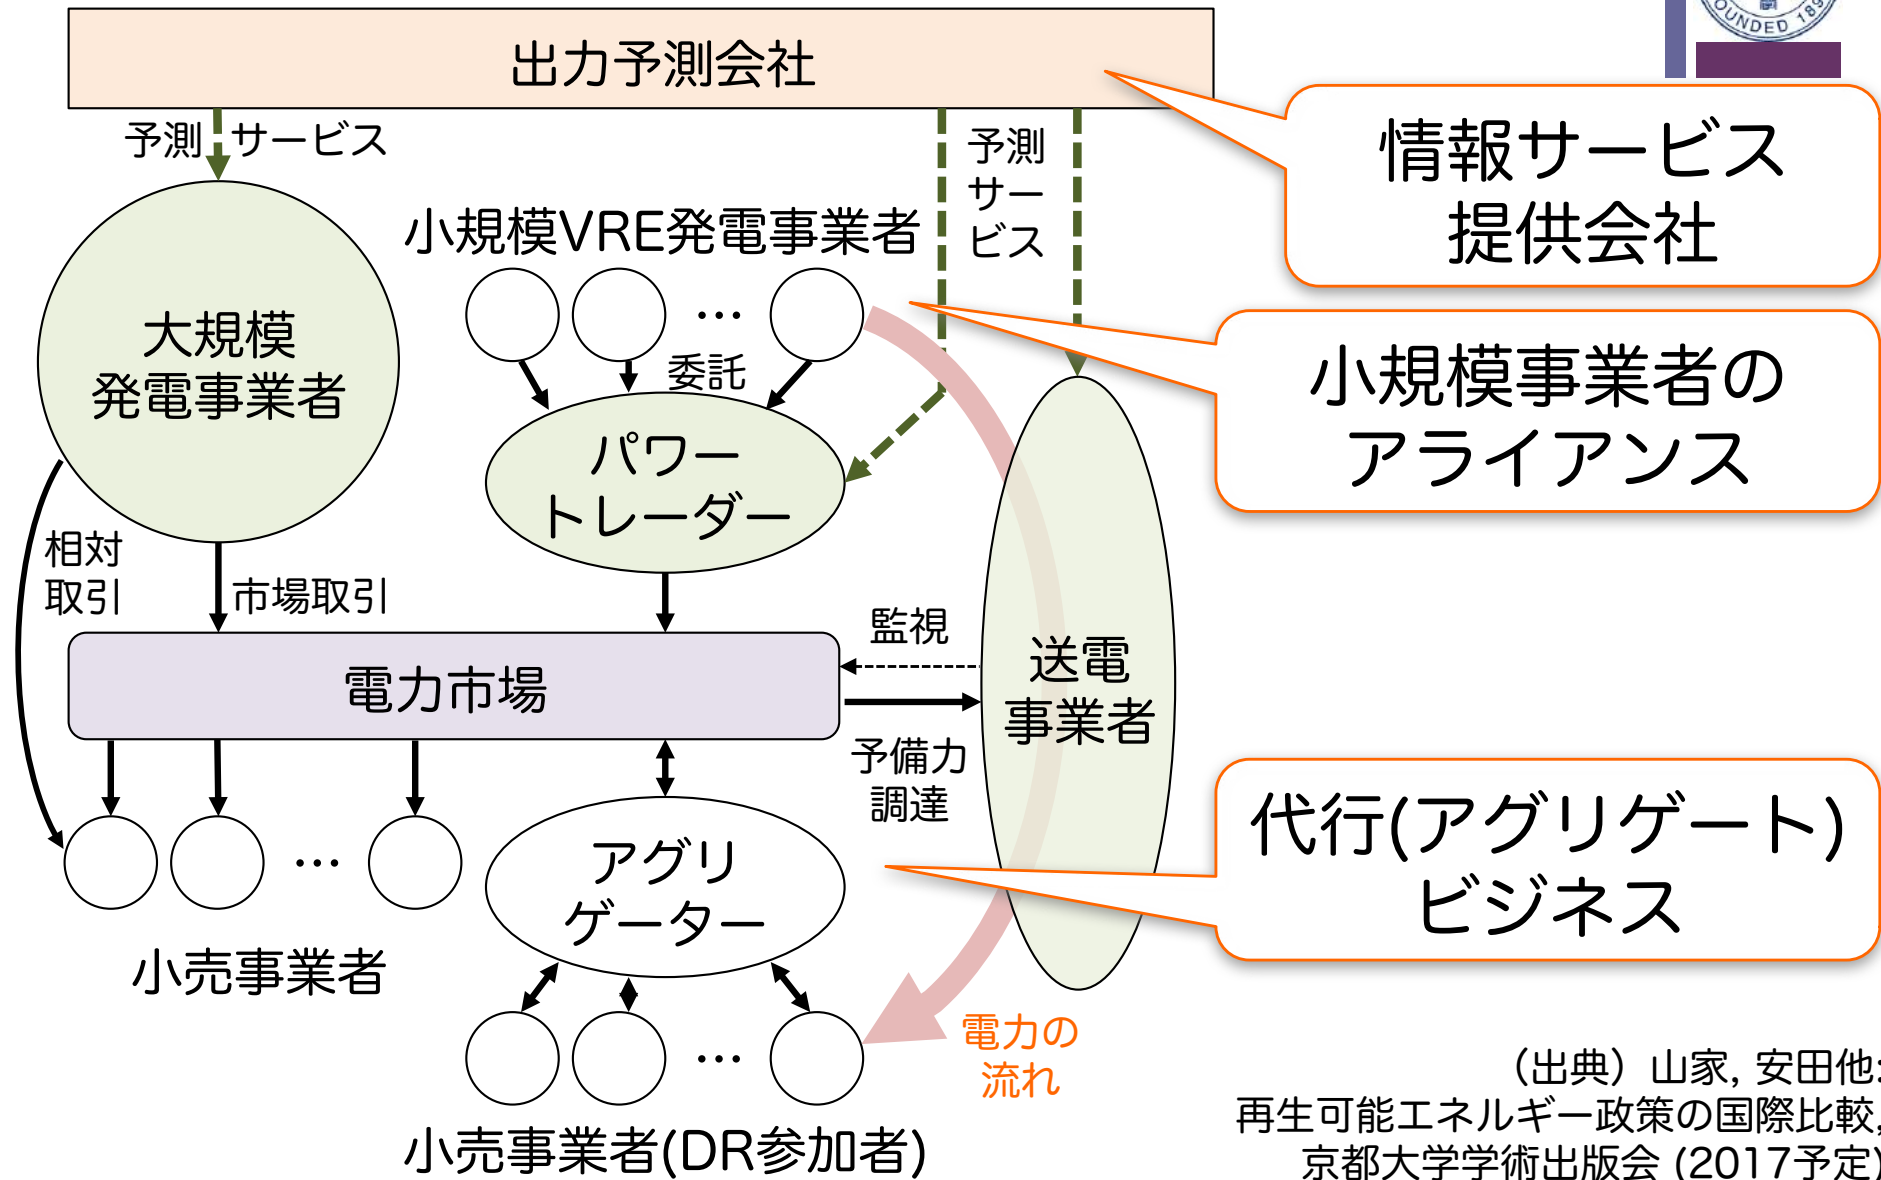 出力予測会社
OUNDED 189
予測 サービス
予測
サー
ビス
情報サービス
提供会社
小規模VRE発電事業者
…
大規模
発電事業者
委託
小規模事業者の
アライアンス
パワー
トレーダー
相対
取引
市場取引
監視
送電
事業者
電力市場
予備力
調達
代行(アグリゲート)
ビジネス
…
アグリ
ゲーター
小売事業者
…
電力の
流れ
小売事業者(DR参加者)
（出典）山家, 安田他:
再生可能エネルギー政策の国際比較,
京都大学学術出版会 (2017予定)